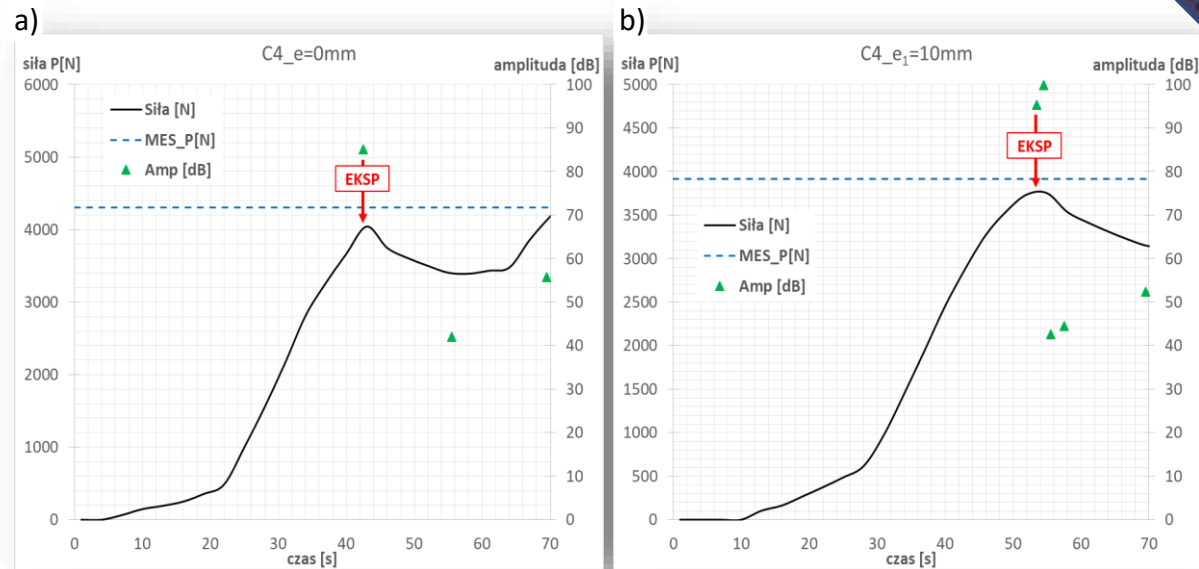 a)
C4_e=0mm
siła P[N]
amplituda [dB]
6000
5000
4000
3000
2000
1000
0
100
90
80
70
60
50
40
30
20
10
0
Siła [N]
MES_P[N]
Amp [dB]
EKSP
0 10 20 30 40 50 60 70
czas [s]
b)
C4_e₁=10mm
siła P[N]
amplituda [dB]
5000
4500
4000
3500
3000
2500
2000
1500
1000
500
0
100
90
80
70
60
50
40
30
20
10
0
EKSP
Siła [N]
MES_P[N]
Amp [dB]
0 10 20 30 40 50 60 70
czas [s]